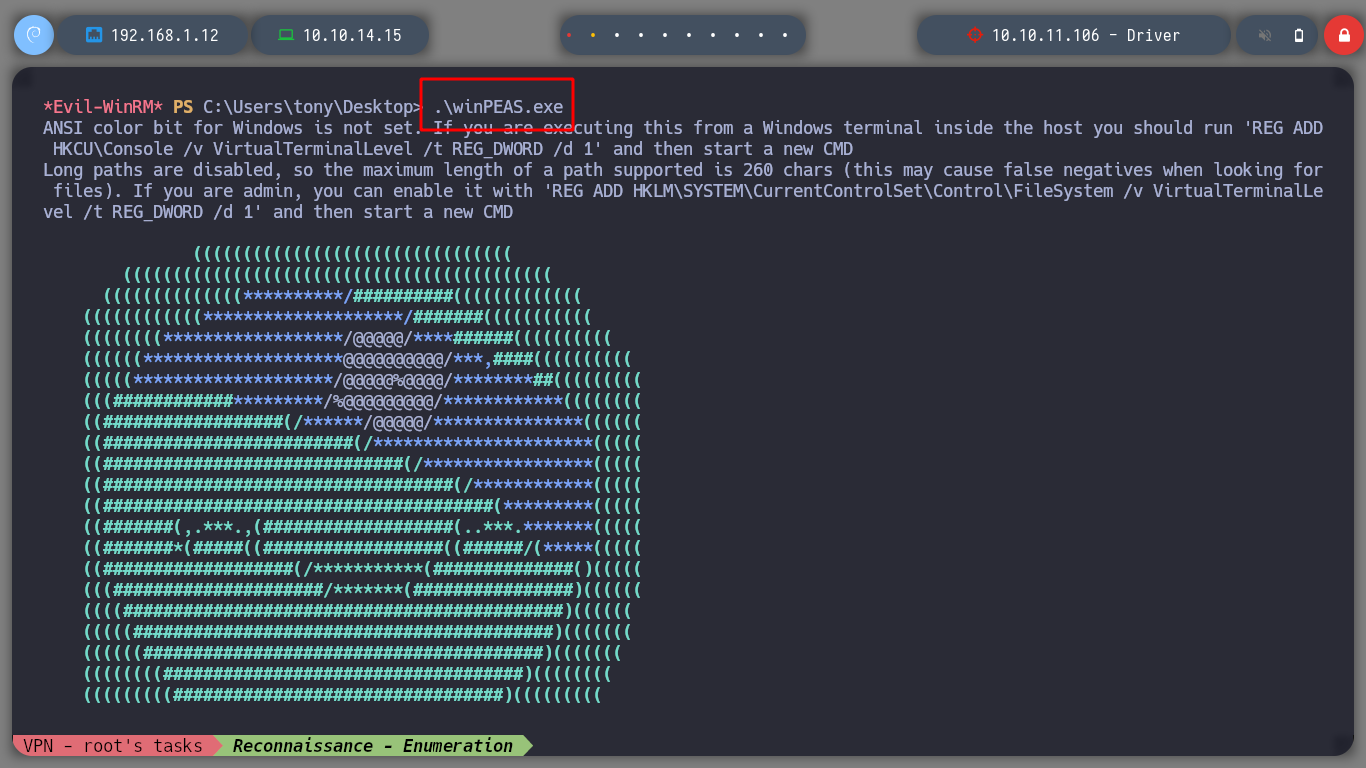 192.168.1.12 10.10.14.15 10.10.11.106 - Driver
*Evil-WinRM* PS C:\Users\tony\Desktop> .\winPEAS.exe
ANSI color bit for Windows is not set. If you are executing this from a Windows terminal inside the host you should run 'REG ADD
HKCU\Console /v VirtualTerminalLevel /t REG_DWORD /d 1' and then start a new CMD
Long paths are disabled, so the maximum length of a path supported is 260 chars (this may cause false negatives when looking for
files). If you are admin, you can enable it with 'REG ADD HKLM\SYSTEM\CurrentControlSet\Control\FileSystem /v VirtualTerminalLe
vel /t REG_DWORD /d 1' and then start a new CMD
VPN - root's tasks Reconnaissance - Enumeration